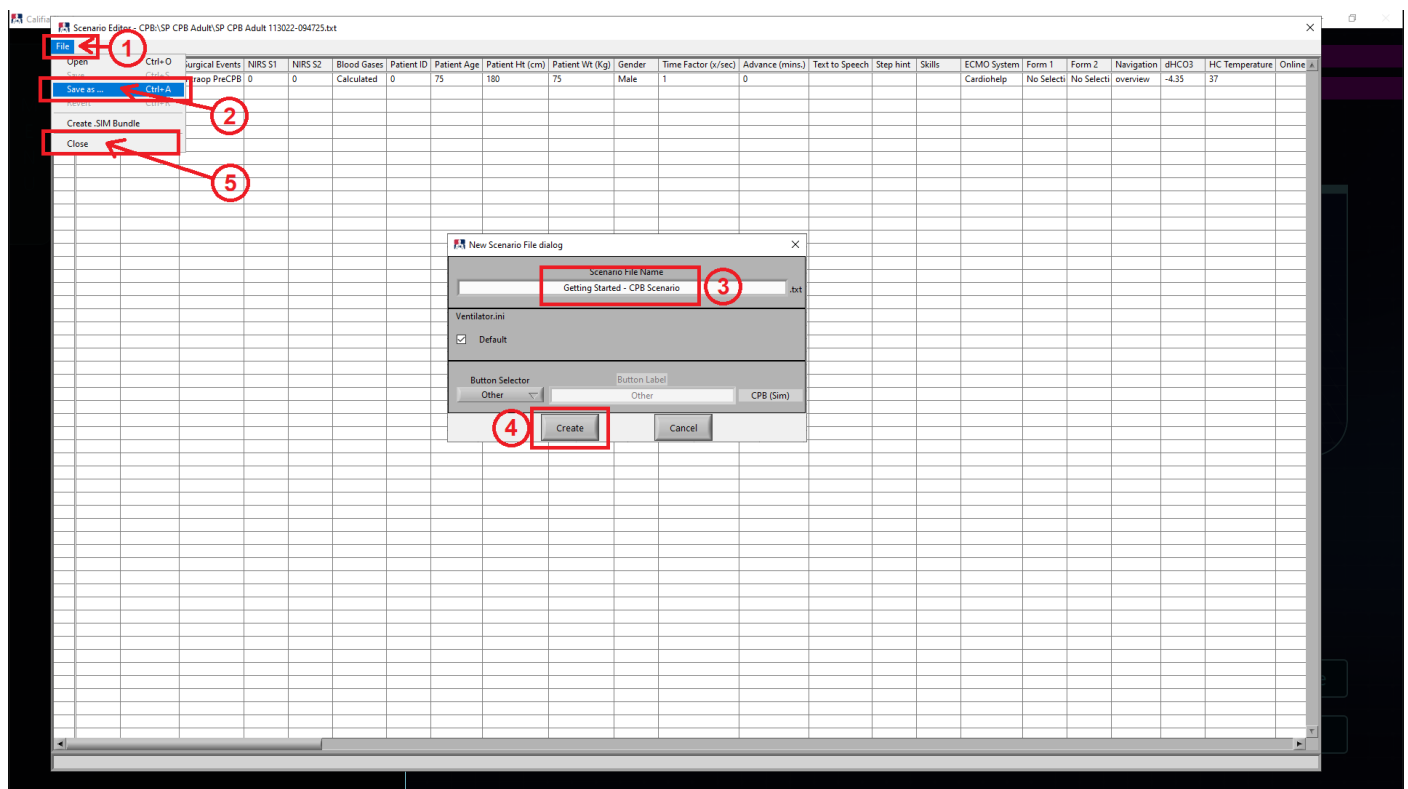 Califia
Scenario Editor - CPB:\SP CPB Adult\SP CPB Adult 113022-094725.txt
File
1
Open Ctrl+O
Save Ctrl+S
Save as ... Ctrl+A
Revert Ctrl+R
Create .SIM Bundle
Close
2
5
Surgical Events NIRS S1 NIRS S2 Blood Gases Patient ID Patient Age Patient Ht (cm) Patient Wt (Kg) Gender Time Factor (x/sec) Advance (mins.) Text to Speech Step hint Skills ECMO System Form 1 Form 2 Navigation dHCO3 HC Temperature Online
raop PreCPB 0 0 Calculated 0 75 180 75 Male 1 0 Cardiohelp No Selecti No Selecti overview -4.35 37
New Scenario File dialog
Scenario File Name
Getting Started - CPB Scenario .txt
3
Ventilator.ini
Default
Button Selector Button Label
Other Other CPB (Sim)
4
Create Cancel